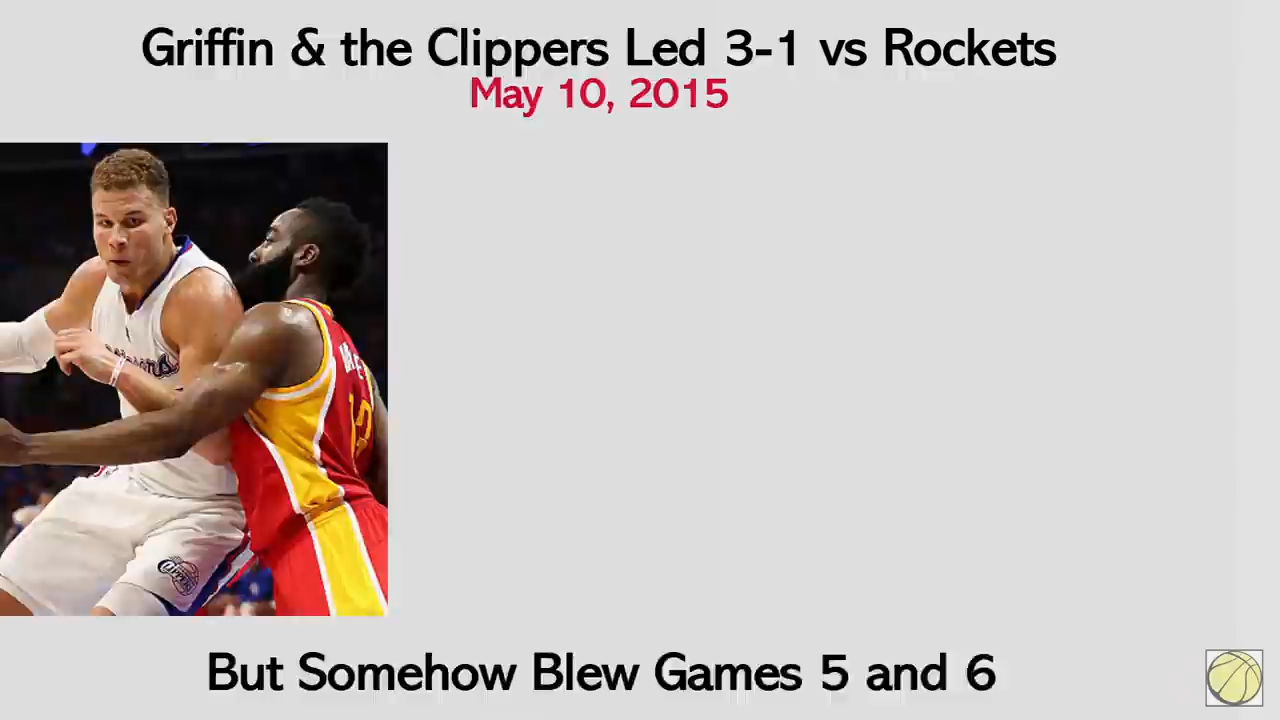 Griffin & the Clippers Led 3-1 vs Rockets
May 10, 2015
But Somehow Blew Games 5 and 6